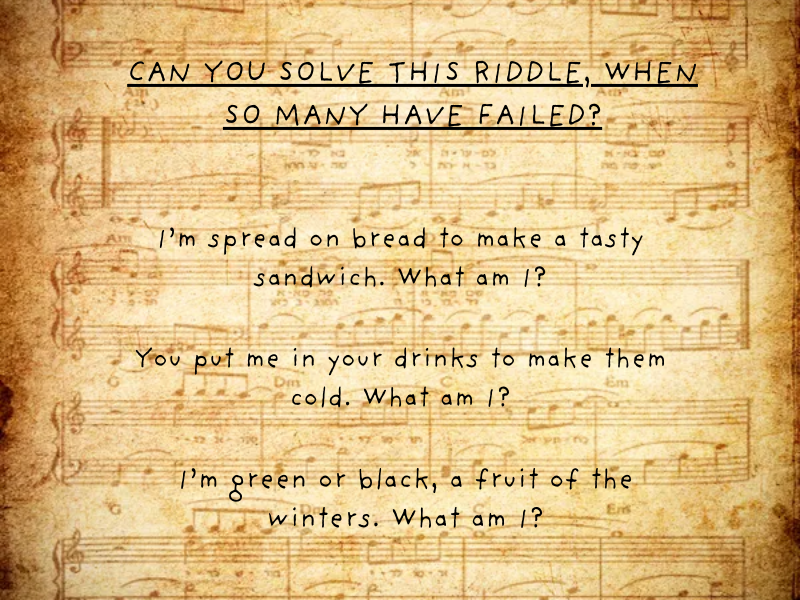 CAN YOU SOLVE THIS RIDDLE, WHEN
SO MANY HAVE FAILED?
I'm spread on bread to make a tasty
sandwich. What am I?
You put me in your drinks to make them
cold. What am I?
I'm green or black, a fruit of the
winters. What am I?